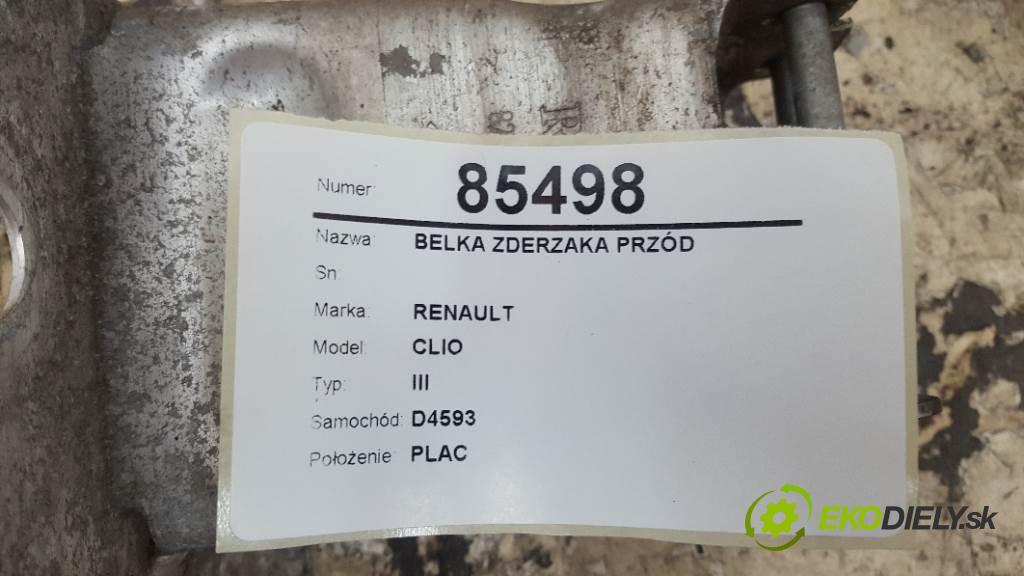 Numer: 85498
Nazwa: BELKA ZDERZAKA PRZÓD
Sn:
Marka: RENAULT
Model: CLIO
Typ: III
Samochód: D4593
Położenie: PLAC
EKODIELY.sk